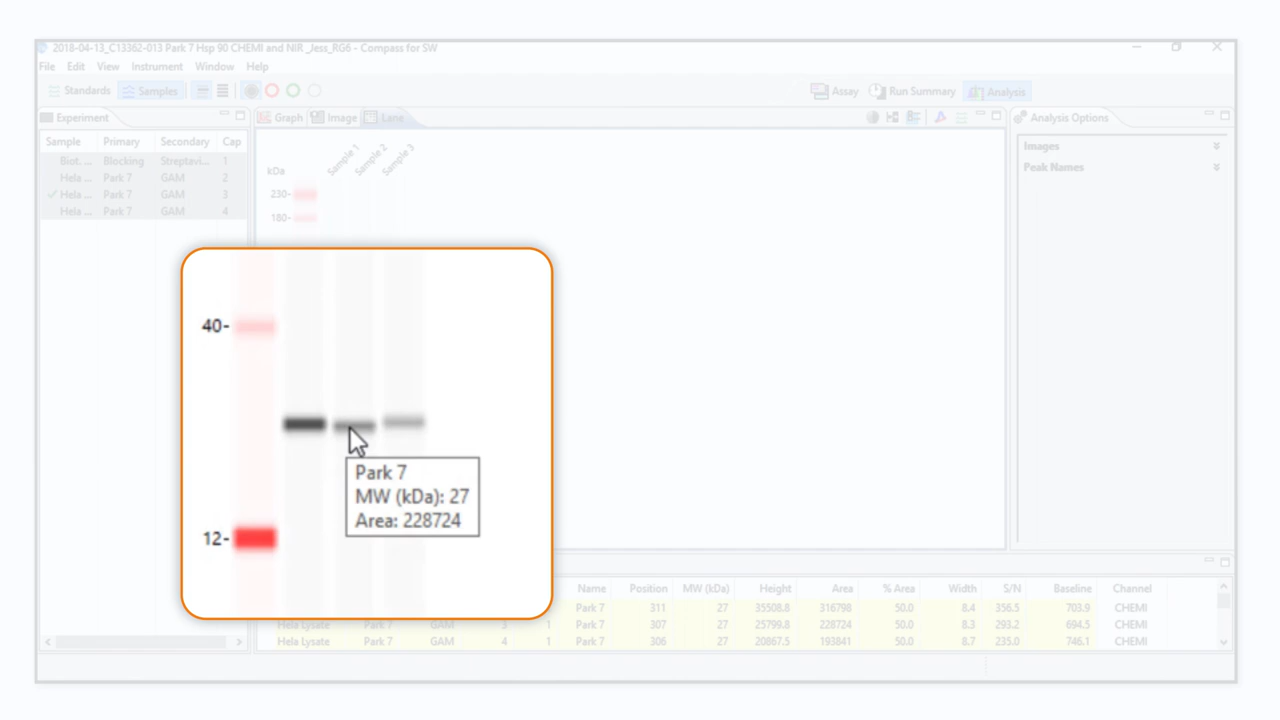 2018-04-13_C13362-013 Park 7 Hsp 90 CHEMI and NIR _Jess_RG6 - Compass for SW
File Edit View Instrument Window Help
Standards Samples Assay Run Summary Analysis
Experiment Graph Image Lane Analysis Options
Sample Primary Secondary Cap
Biot. ... Blocking Streptavi... 1
Hela ... Park 7 GAM 2
Hela ... Park 7 GAM 3
Hela ... Park 7 GAM 4
Sample 1
Sample 2
Sample 3
kDa
230-
180-
Images
Peak Names
40-
Park 7
MW (kDa): 27
Area: 228724
12-
Name Position MW (kDa) Height Area % Area Width S/N Baseline Channel
Park 7 311 27 35508.8 316798 50.0 8.4 356.5 703.9 CHEMI
Hela Lysate Park 7 GAM 3 1 Park 7 307 27 25799.8 228724 50.0 8.3 293.2 694.5 CHEMI
Hela Lysate Park 7 GAM 4 1 Park 7 306 27 20867.5 193841 50.0 8.7 235.0 746.1 CHEMI